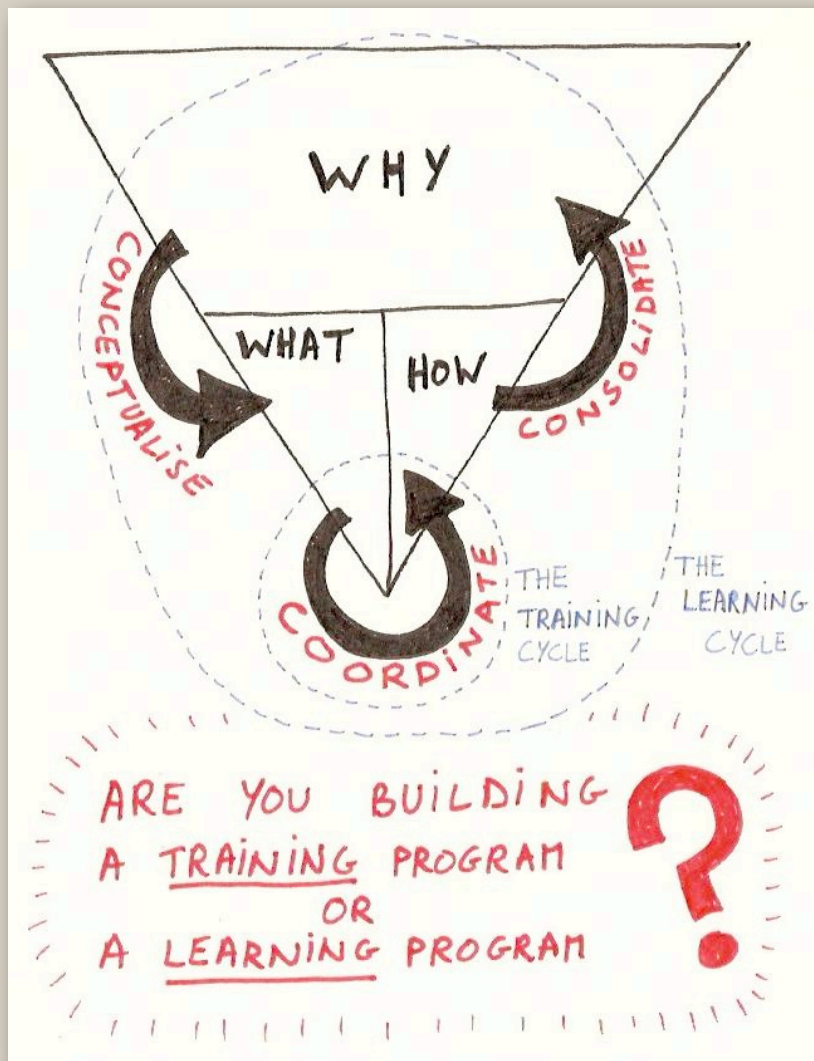 WHY
CONCEPTUALISE
CONSOLIDATE
WHAT
HOW
COORDINATE
THE
TRAINING
CYCLE
THE
LEARNING
CYCLE
ARE YOU BUILDING
A TRAINING PROGRAM
OR
A LEARNING PROGRAM
?